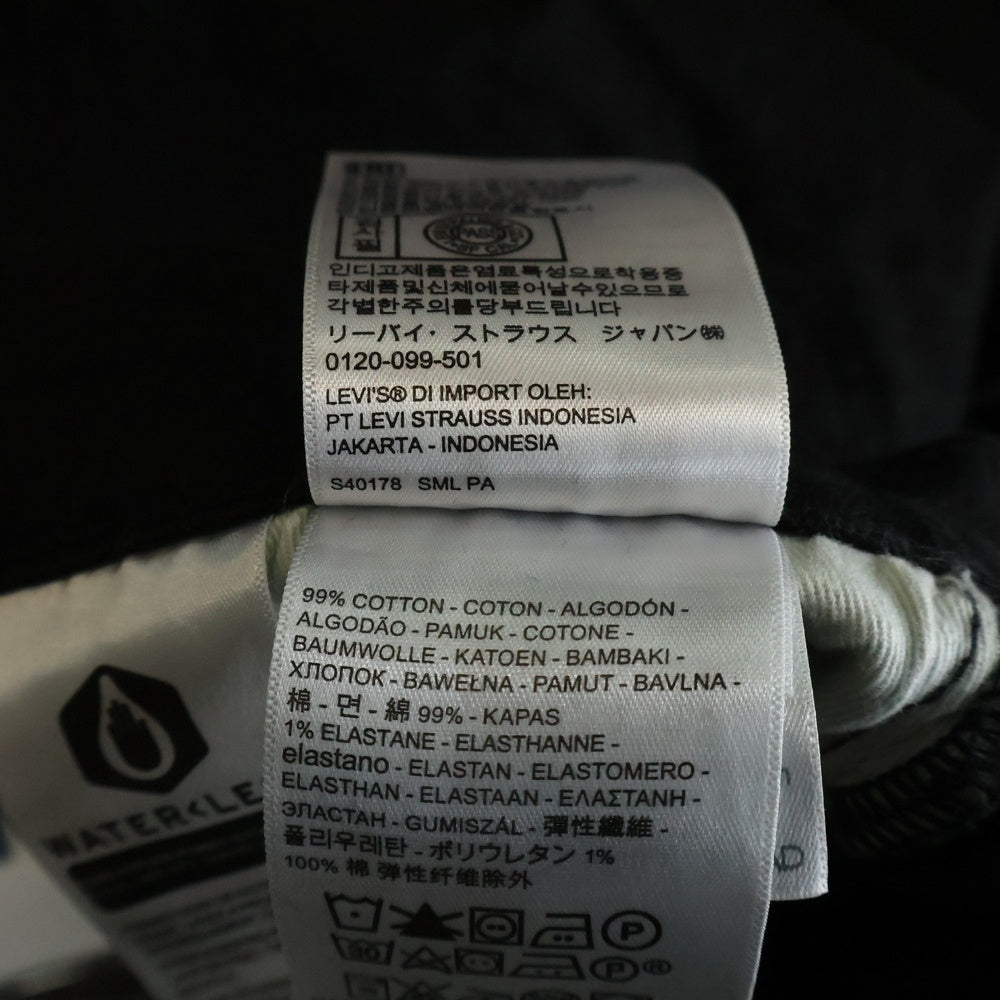 PASS
인디고제품은염료특성으로착용중
타제품및신체에묻어날수있으므로
각별한주의를당부드립니다
リーバイ・ストラウス ジャパン㈱
0120-099-501
LEVI'S® DI IMPORT OLEH:
PT LEVI STRAUSS INDONESIA
JAKARTA - INDONESIA
S40178 SML PA
99% COTTON - COTON - ALGODÓN -
ALGODÃO - PAMUK - COTONE -
BAUMWOLLE - KATOEN - BAMBAKI -
ХЛОПОК - BAWEŁNA - PAMUT - BAVLNA -
棉 - 면 - 綿 99% - KAPAS
1% ELASTANE - ELASTHANNE -
elastano - ELASTAN - ELASTOMERO -
ELASTHAN - ELASTAAN - ΕΛΑΣΤΑΝΗ -
ЭЛАСТАН - GUMISZÁL - 彈性纖維 -
폴리우레탄 - ポリウレタン 1%
100% 棉 弹性纤维除外
P
30 P ®
WATER<LE
D